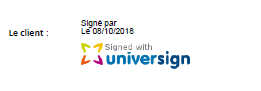 Signé par
Le 08/10/2018
Le client :
Signed with
universign